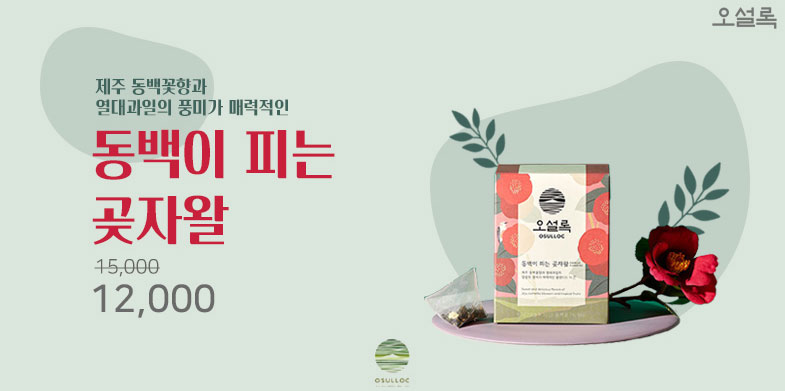 오설록
제주 동백꽃향과
열대과일의 풍미가 매력적인
동백이 피는
곶자왈
15,000
12,000
오설록
OSULLOC
동백이 피는 곶자왈
OSULLOC